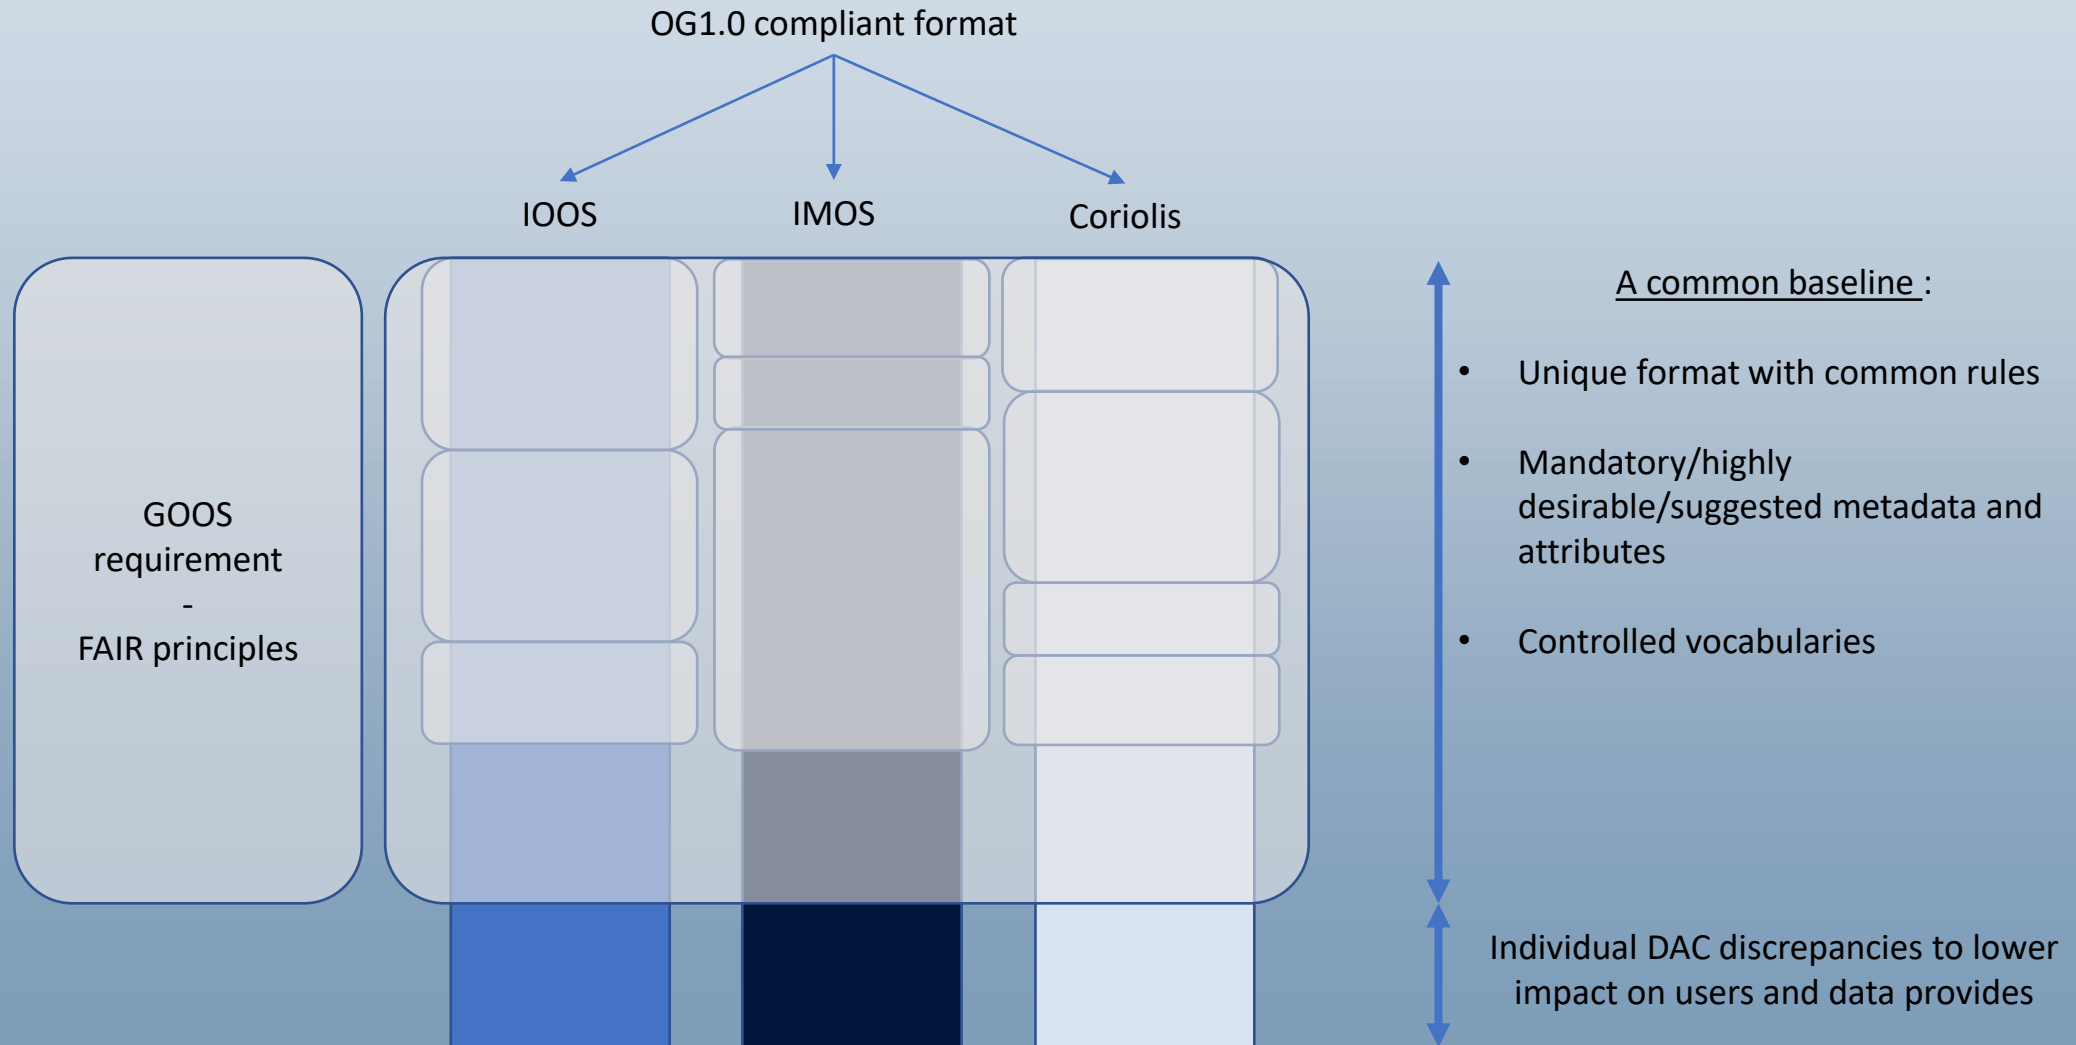 OG1.0 compliant format
IOOS
IMOS
Coriolis
GOOS
requirement
-
FAIR principles
A common baseline :
• Unique format with common rules
• Mandatory/highly
desirable/suggested metadata and
attributes
• Controlled vocabularies
Individual DAC discrepancies to lower
impact on users and data provides